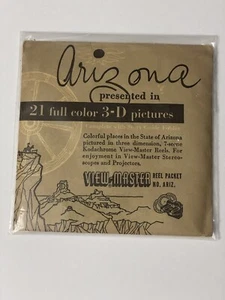 arizona
presented in
21 full color 3-D pictures
Colorful places in the State of Arizona
pictured in three dimension, 7-scene
Kodachrome View-Master Reels. For
enjoyment in View-Master Stereo-
scopes and Projectors.
VIEW-MASTER REEL PACKET
NO. ARIZ.